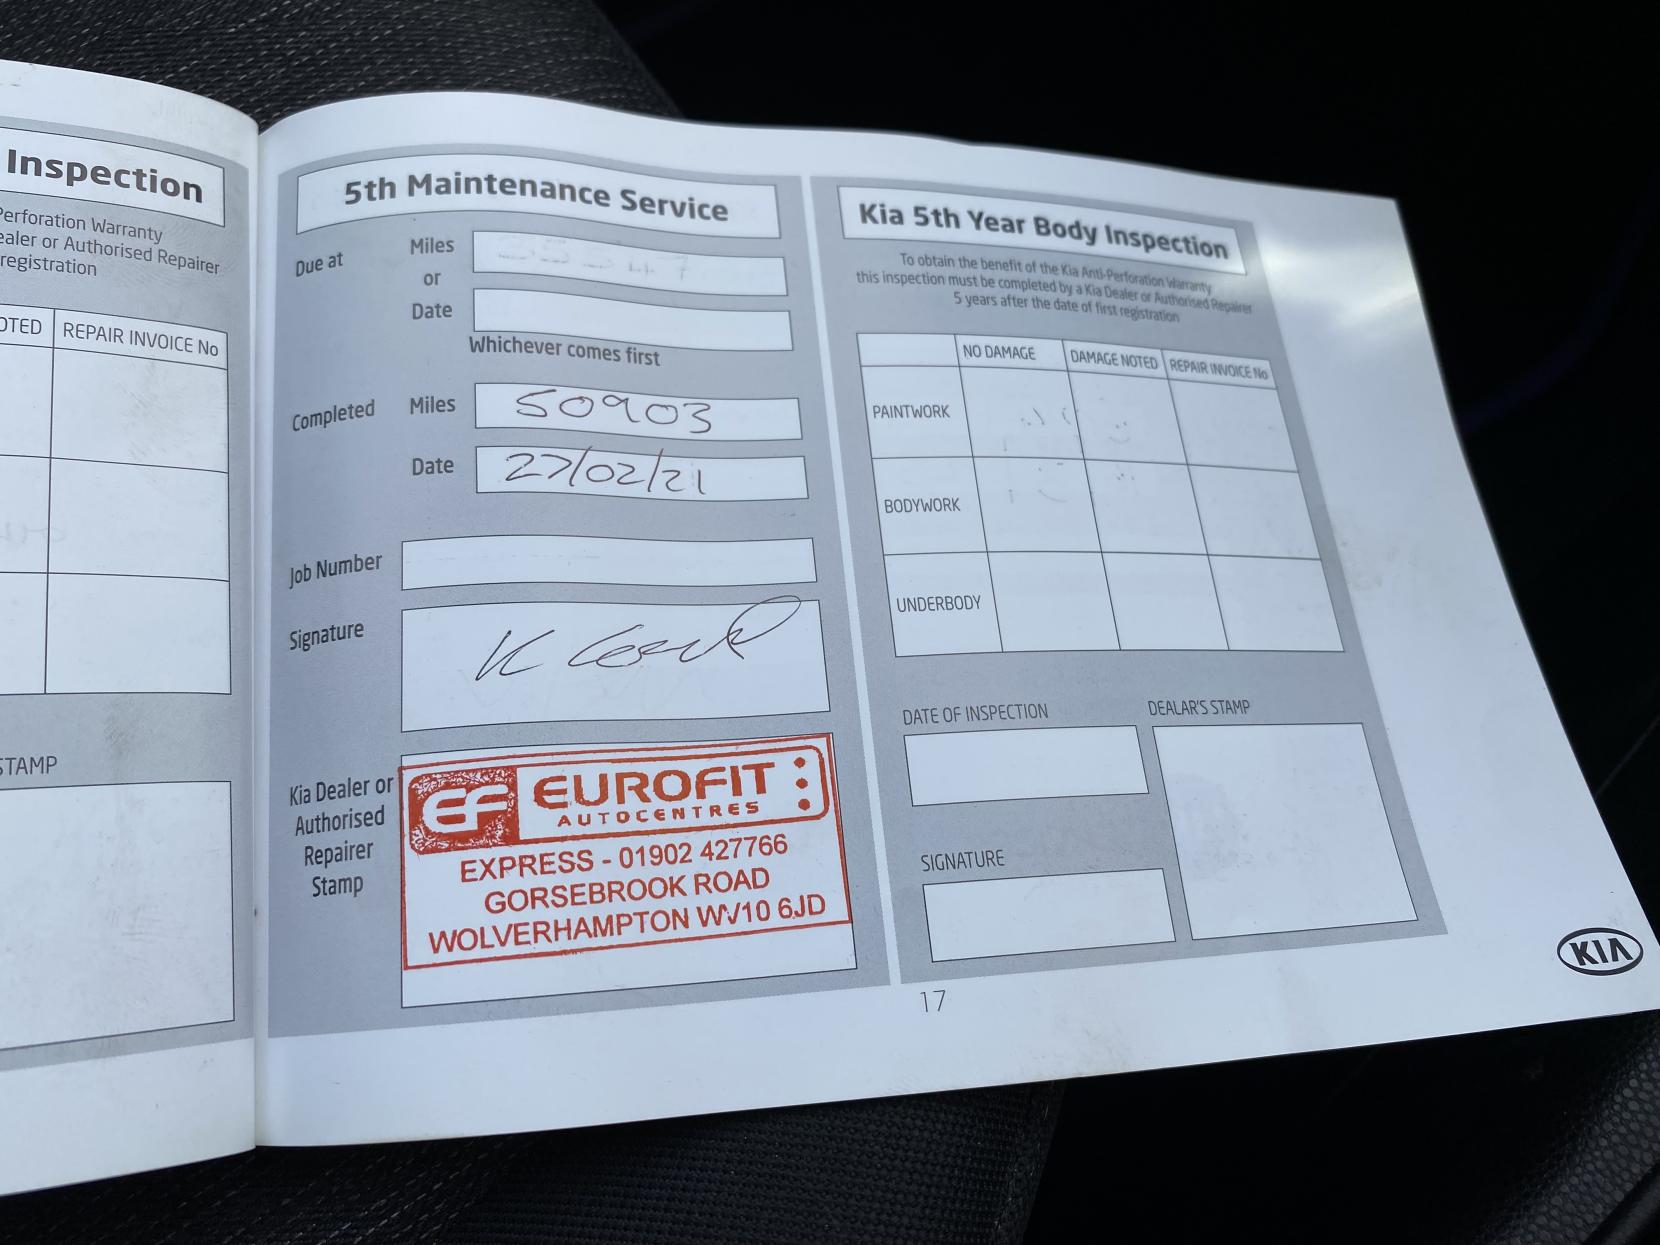 Inspection
Perforation Warranty
ealer or Authorised Repairer
registration
OTED
REPAIR INVOICE No
STAMP
5th Maintenance Service
Due at
Miles
or
Date
Whichever comes first
Completed
Miles
50903
Date
27/02/21
Job Number
Signature
Kia Dealer or
Authorised
Repairer
Stamp
EF EUROFIT
AUTOCENTRES
EXPRESS - 01902 427766
GORSEBROOK ROAD
WOLVERHAMPTON WV10 6JD
Kia 5th Year Body Inspection
To obtain the benefit of the Kia Anti-Perforation Warranty
this inspection must be completed by a Kia Dealer or Authorised Repairer
5 years after the date of first registration
NO DAMAGE
DAMAGE NOTED
REPAIR INVOICE No
PAINTWORK
BODYWORK
UNDERBODY
DATE OF INSPECTION
DEALAR'S STAMP
SIGNATURE
17
KIA